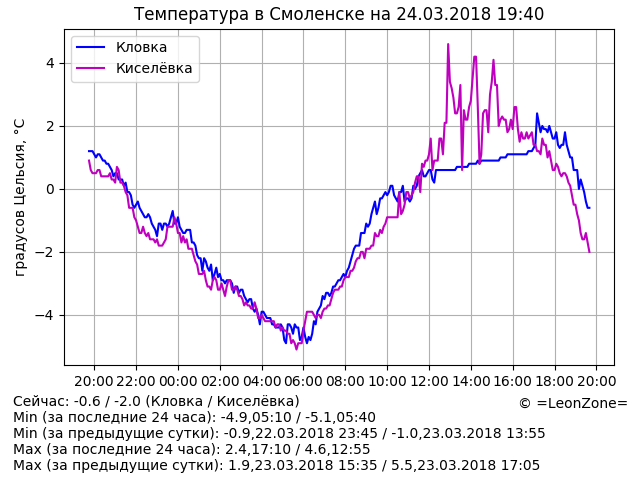 Температура в Смоленске на 24.03.2018 19:40
Кловка
Киселёвка
градусов Цельсия, °C
4
2
0
−2
−4
20:00 22:00 00:00 02:00 04:00 06:00 08:00 10:00 12:00 14:00 16:00 18:00 20:00
Сейчас: -0.6 / -2.0 (Кловка / Киселёвка)
© =LeonZone=
Min (за последние 24 часа): -4.9,05:10 / -5.1,05:40
Min (за предыдущие сутки): -0.9,22.03.2018 23:45 / -1.0,23.03.2018 13:55
Max (за последние 24 часа): 2.4,17:10 / 4.6,12:55
Max (за предыдущие сутки): 1.9,23.03.2018 15:35 / 5.5,23.03.2018 17:05